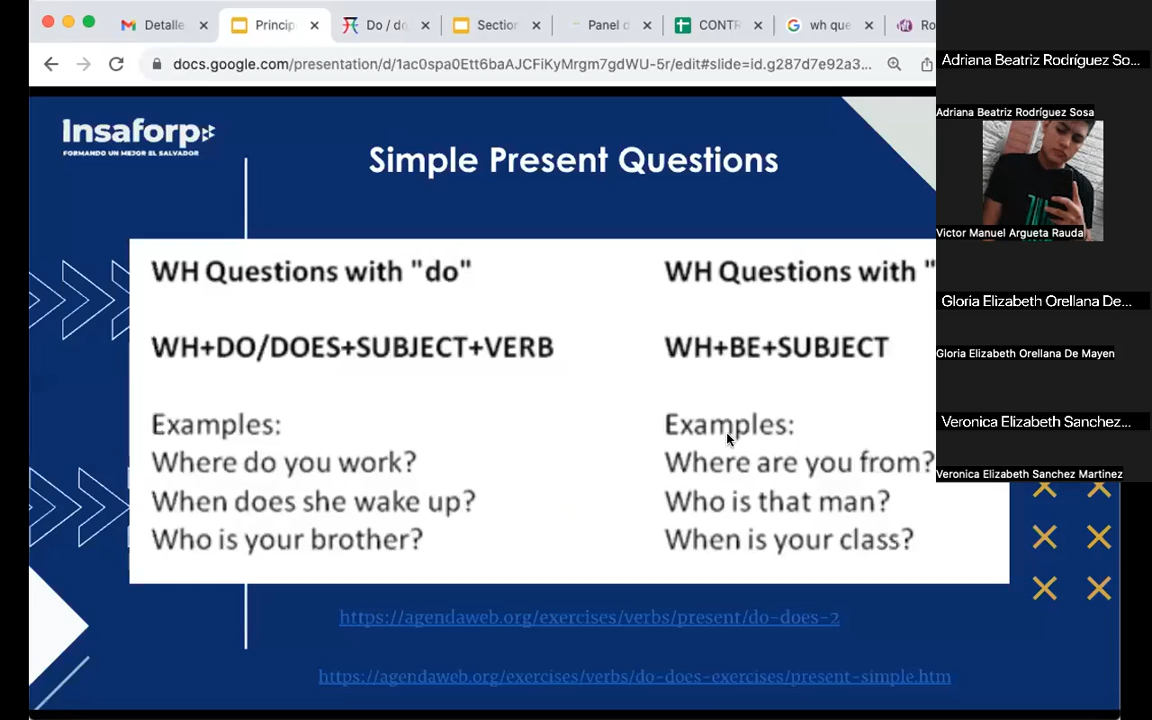 Detalle
Princip
Do / do
Section
Panel d
CONTR
wh que
Ro
docs.google.com/presentation/d/1ac0spa0Ett6baAJCFiKyMrgm7gdWU-5r/edit#slide=id.g287d7e92a3...
Insaforp
FORMANDO UN MEJOR EL SALVADOR
Simple Present Questions
WH Questions with "do"
WH+DO/DOES+SUBJECT+VERB
Examples:
Where do you work?
When does she wake up?
Who is your brother?
WH Questions with "
WH+BE+SUBJECT
Examples:
Where are you from?
Who is that man?
When is your class?
https://agendaweb.org/exercises/verbs/present/do-does-2
https://agendaweb.org/exercises/verbs/do-does-exercises/present-simple.htm
Adriana Beatriz Rodríguez So...
Adriana Beatriz Rodríguez Sosa
Victor Manuel Argueta Rauda
Gloria Elizabeth Orellana De...
Gloria Elizabeth Orellana De Mayen
Veronica Elizabeth Sanchez...
Veronica Elizabeth Sanchez Martinez